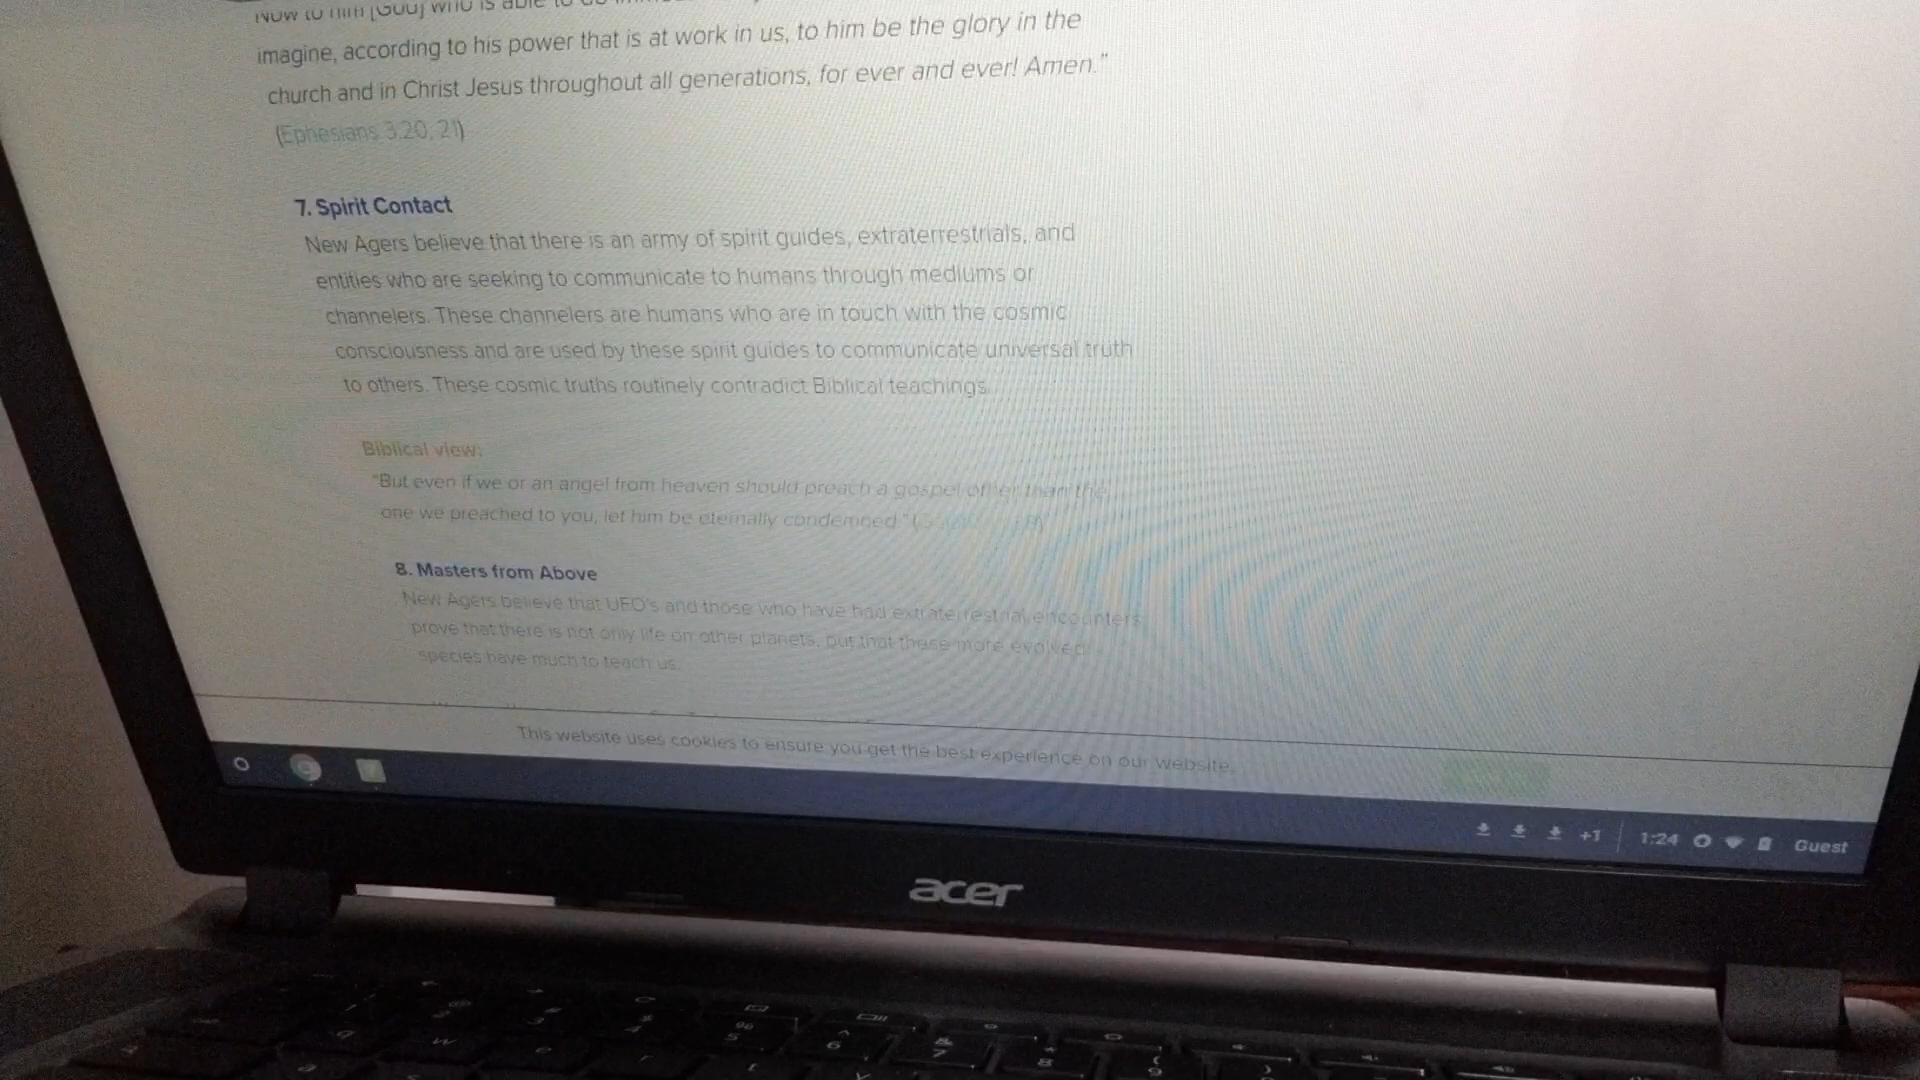 Now to him [God] who is able to
imagine, according to his power that is at work in us, to him be the glory in the
church and in Christ Jesus throughout all generations, for ever and ever! Amen."
(Ephesians 3.20, 21)
7. Spirit Contact
New Agers believe that there is an army of spirit guides, extraterrestrials, and
entities who are seeking to communicate to humans through mediums or
channelers. These channelers are humans who are in touch with the cosmic
consciousness and are used by these spirit guides to communicate universal truth
to others. These cosmic truths routinely contradict Biblical teachings.
Biblical view:
"But even if we or an angel from heaven should preach a gospel other than the
one we preached to you, let him be eternally condemned."
8. Masters from Above
New Agers believe that UFO's and those who have had extraterrestrial encounters
prove that there is not only life on other planets, but that these more evolved
species have much to teach us.
This website uses cookies to ensure you get the best experience on our website.
+1 1:24 Guest
acer